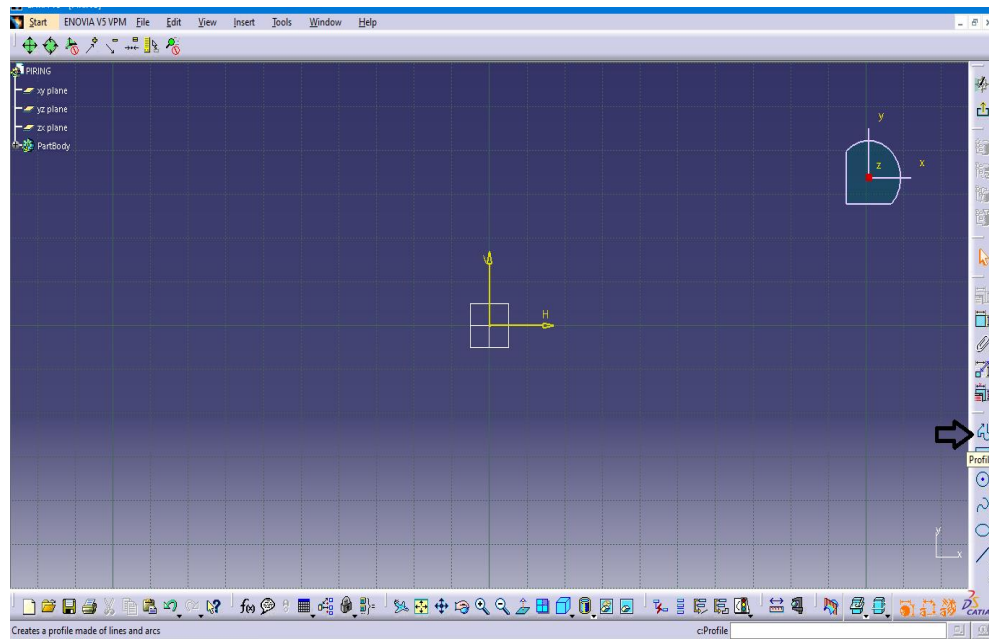 Start ENOVIA V5 VPM File Edit View Insert Tools Window Help
PIRING
xy plane
yz plane
zx plane
PartBody
y
x
z
V
H
Profil
y
x
f(x)
CATIA
Creates a profile made of lines and arcs
c:Profile